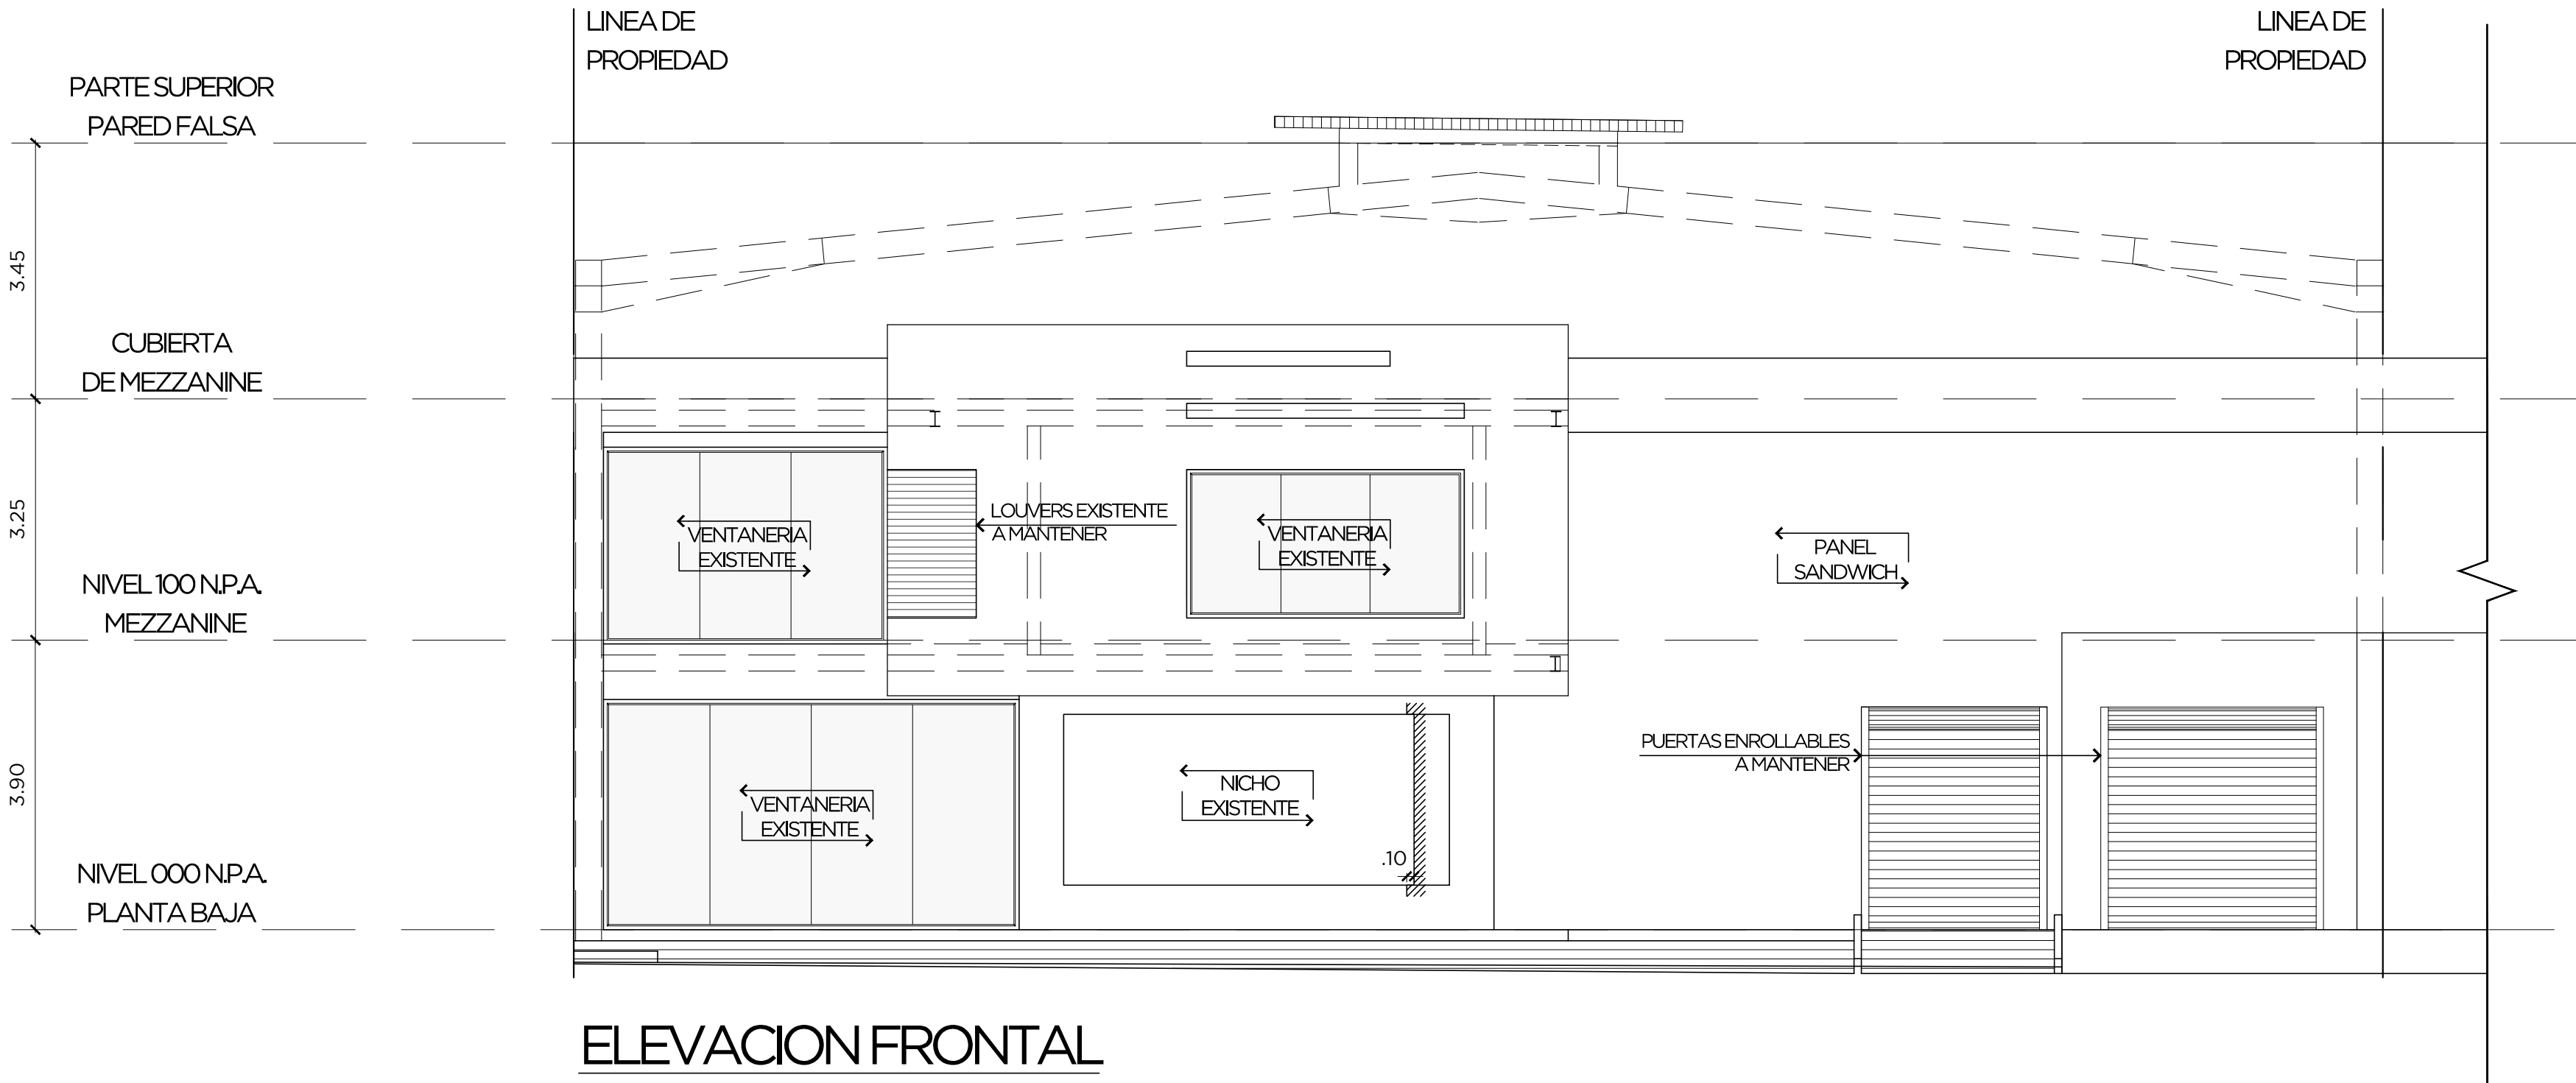 LINEA DE
PROPIEDAD
LINEA DE
PROPIEDAD
PARTE SUPERIOR
PARED FALSA
3.45
CUBIERTA
DE MEZZANINE
3.25
LOUVERS EXISTENTE
A MANTENER
VENTANERIA
EXISTENTE
VENTANERIA
EXISTENTE
PANEL
SANDWICH
NIVEL 100 N.P.A.
MEZZANINE
3.90
PUERTAS ENROLLABLES
A MANTENER
VENTANERIA
EXISTENTE
NICHO
EXISTENTE
.10
NIVEL 000 N.P.A.
PLANTA BAJA
ELEVACION FRONTAL